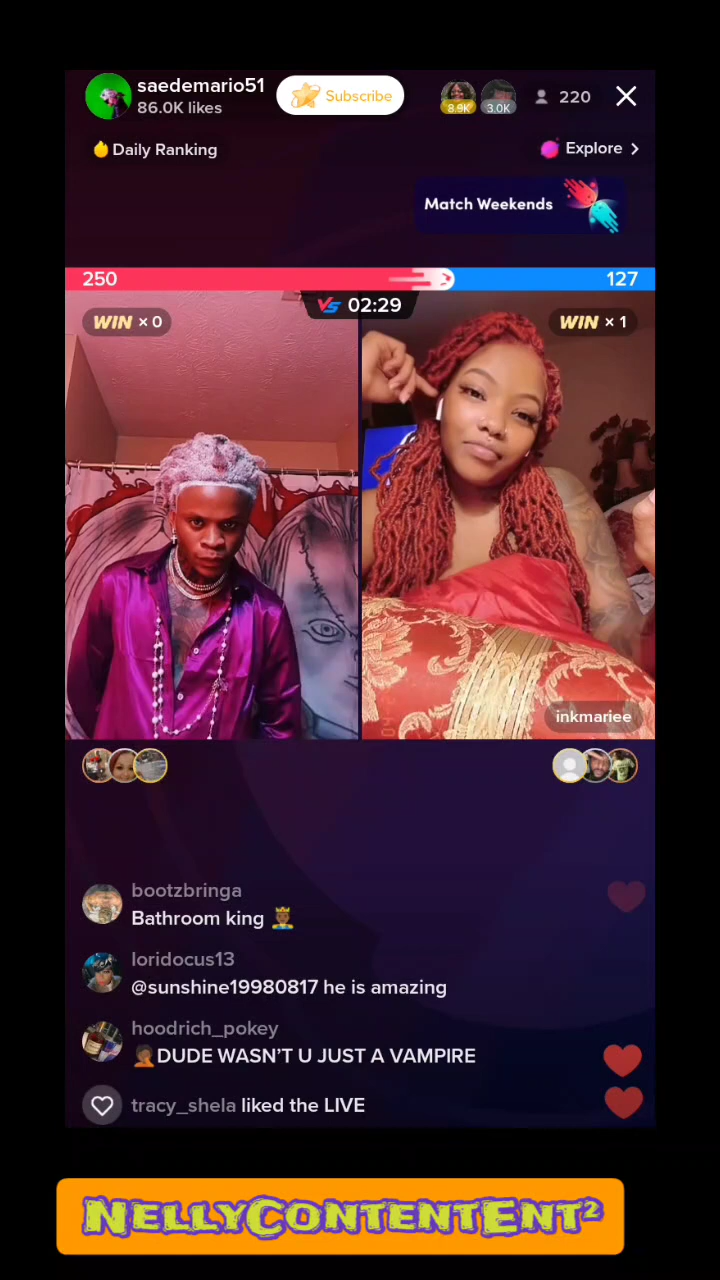 saedemario51
86.0K likes
Subscribe
8.9K
3.0K
220
Daily Ranking
Explore
Match Weekends
250
127
VS 02:29
WIN × 0
WIN × 1
inkmariee
bootzbringa
Bathroom king 🤴🏾
loridocus13
@sunshine19980817 he is amazing
hoodrich_pokey
🤦🏾DUDE WASN’T U JUST A VAMPIRE
tracy_shela liked the LIVE
NELLYCONTENTENT²